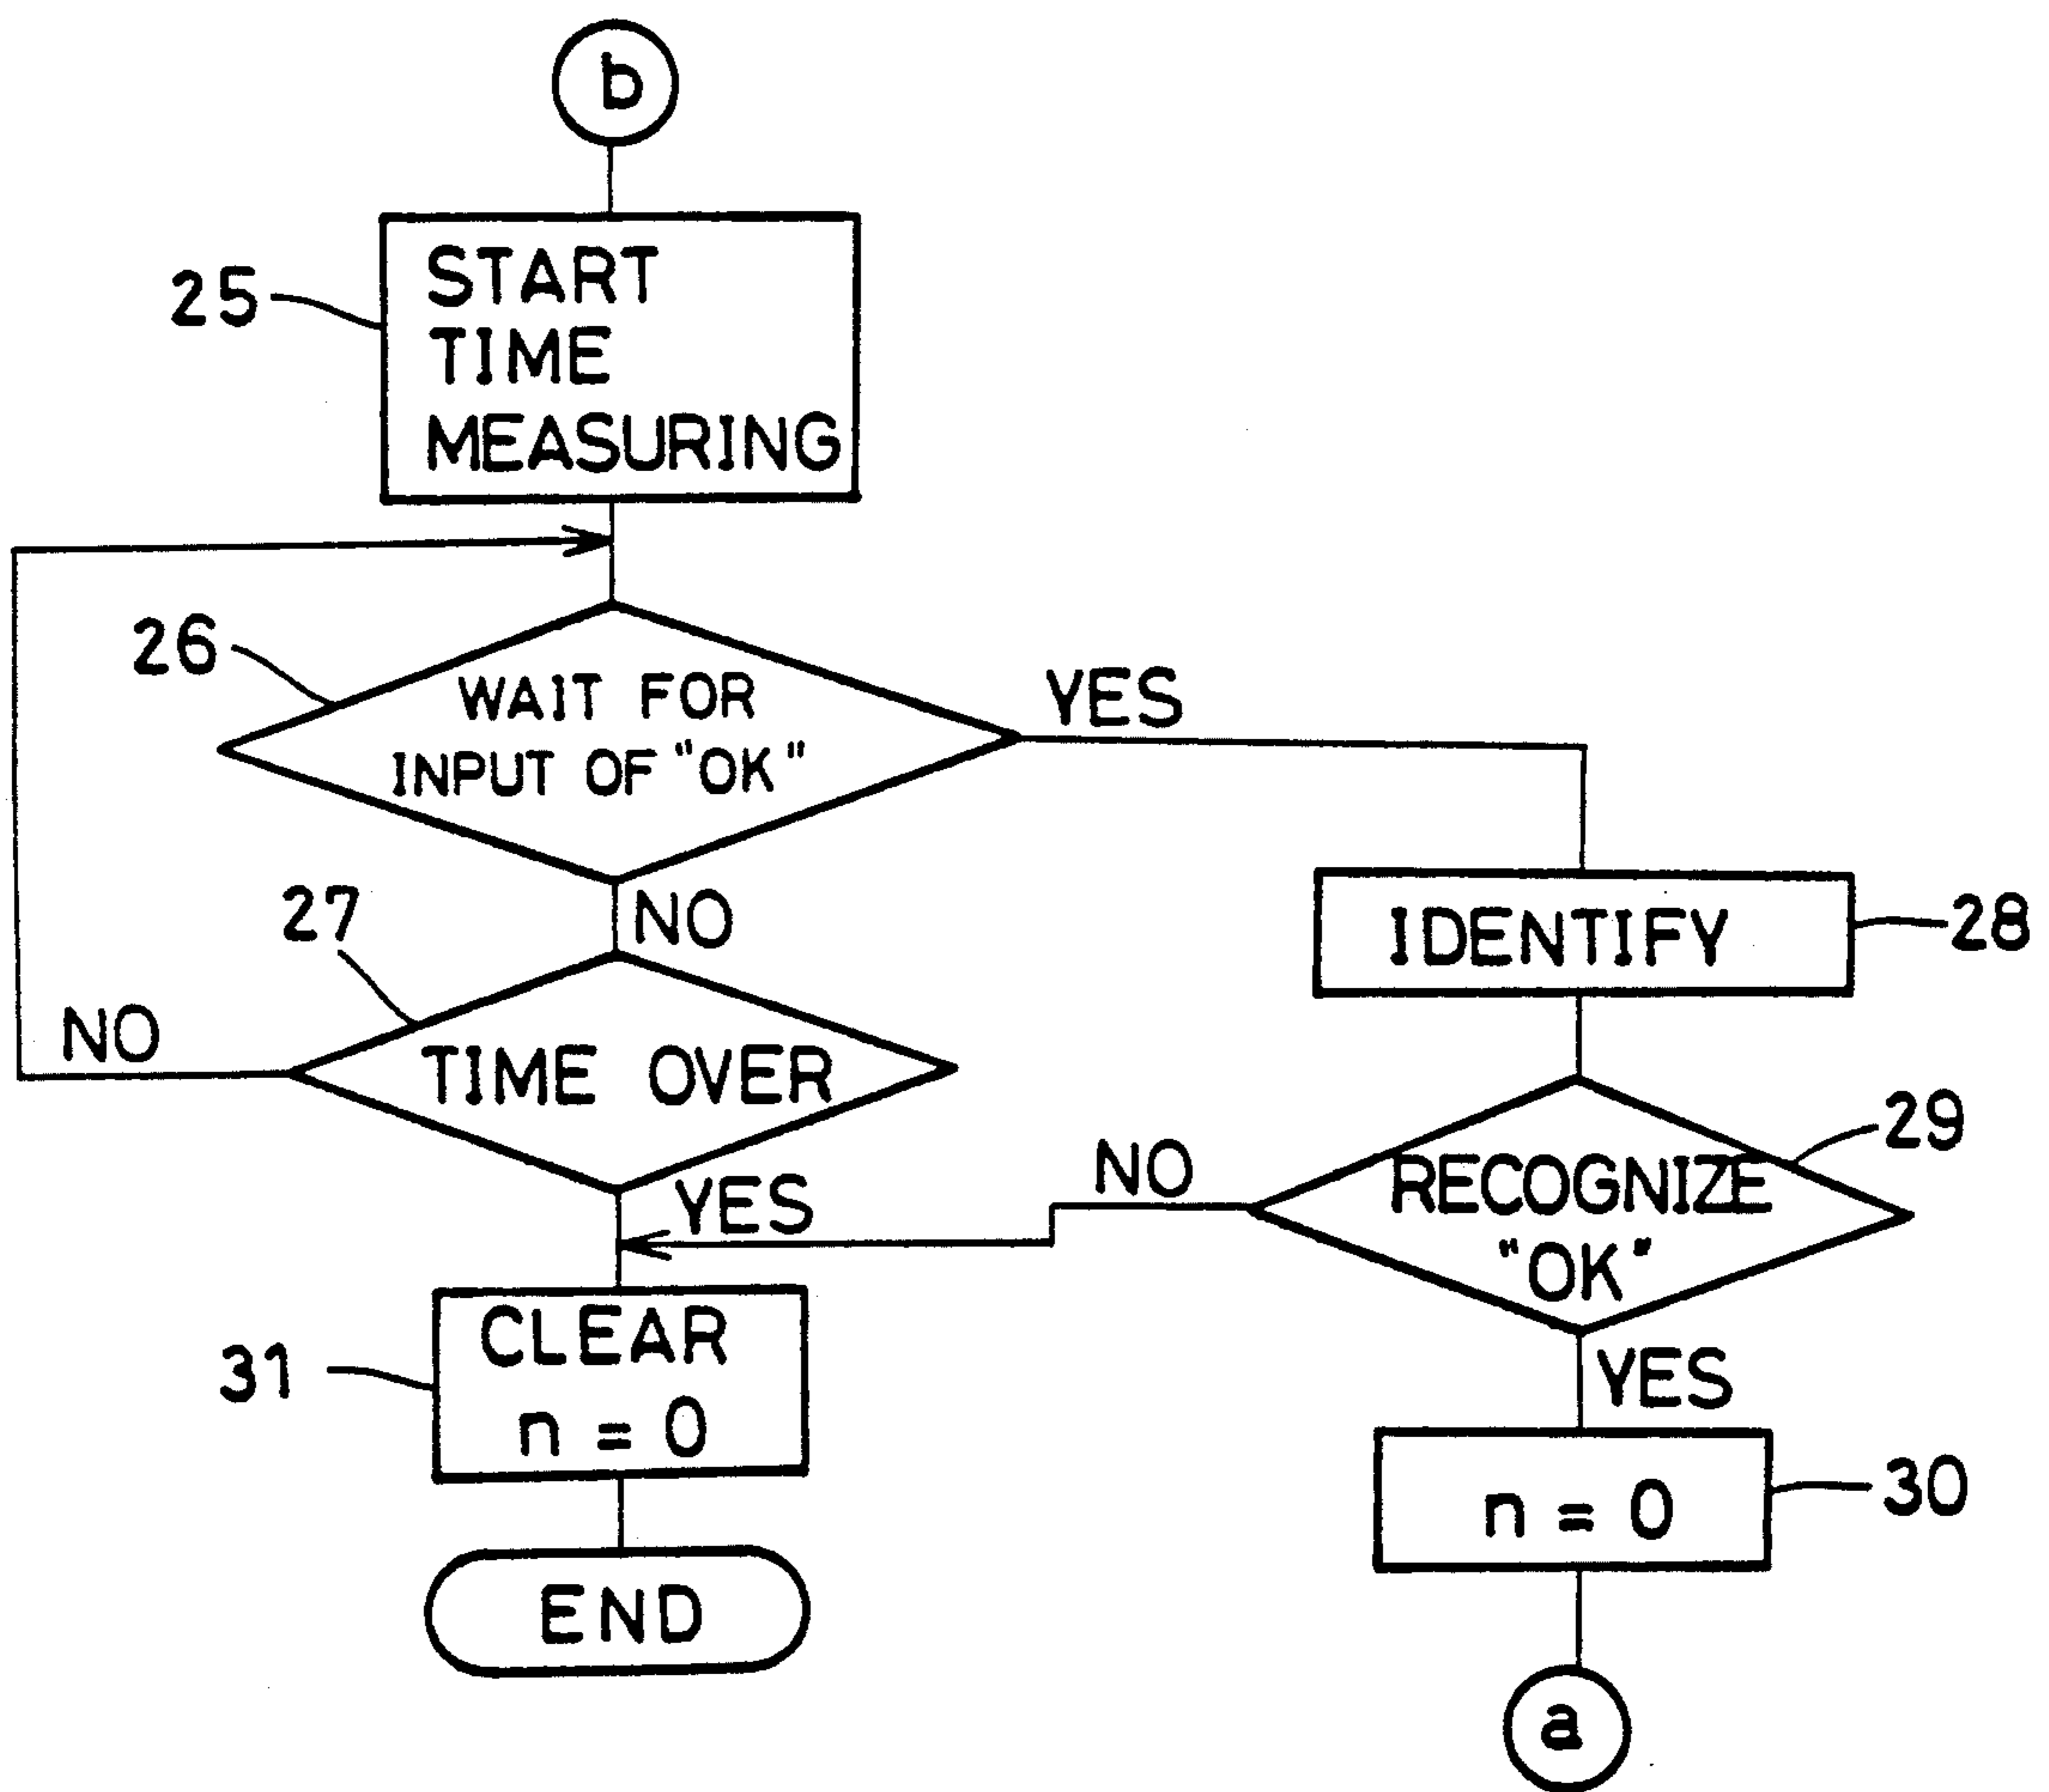 b
25
START
TIME
MEASURING
26
WAIT FOR
INPUT OF "OK"
YES
27
NO
TIME OVER
NO
YES
IDENTIFY
28
29
RECOGNIZE
"OK"
NO
YES
31
CLEAR
n = 0
n = 0
30
END
a